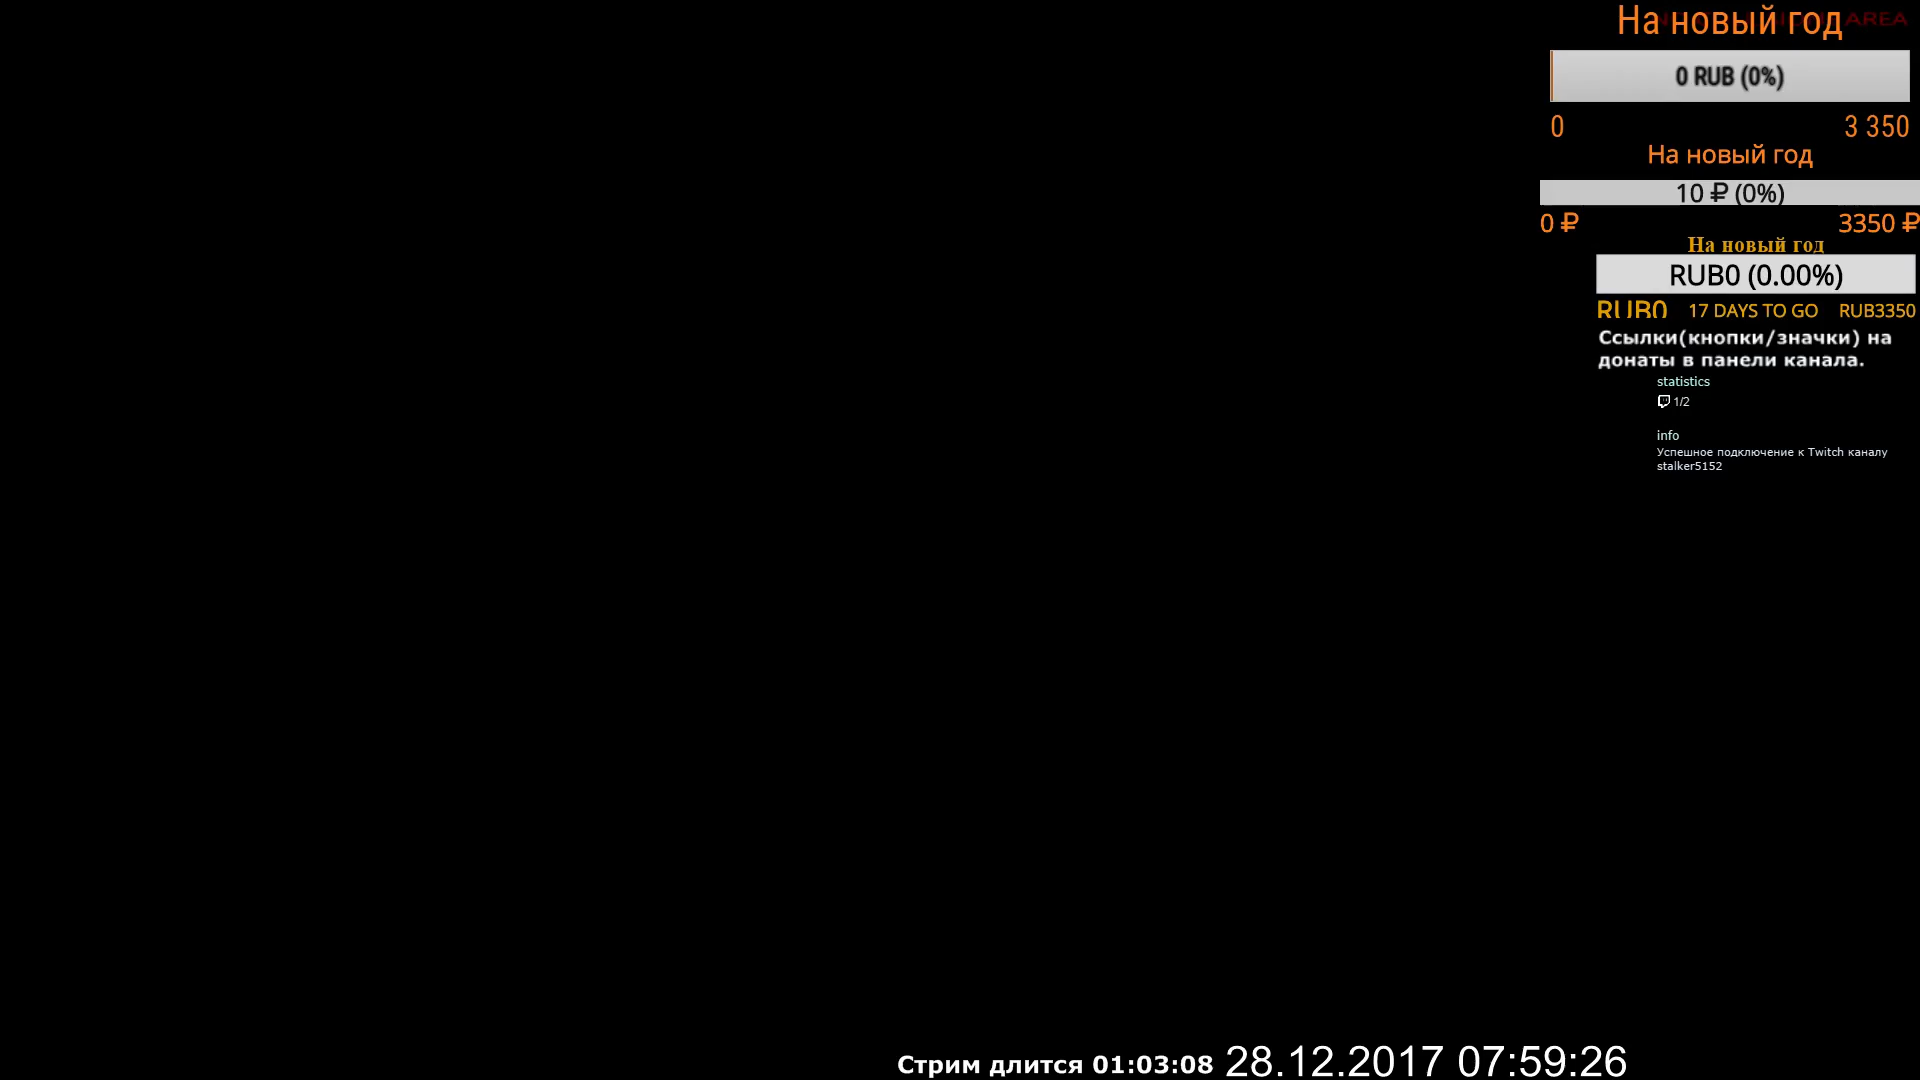 На новый год
AREA
0 RUB (0%)
0 3 350
На новый год
10 ₽ (0%)
0 ₽ 3350 ₽
На новый год
RUB0 (0.00%)
RUB0 17 DAYS TO GO RUB3350
Ссылки(кнопки/значки) на
донаты в панели канала.
statistics
1/2
info
Успешное подключение к Twitch каналу
stalker5152
Стрим длится 01:03:08 28.12.2017 07:59:26